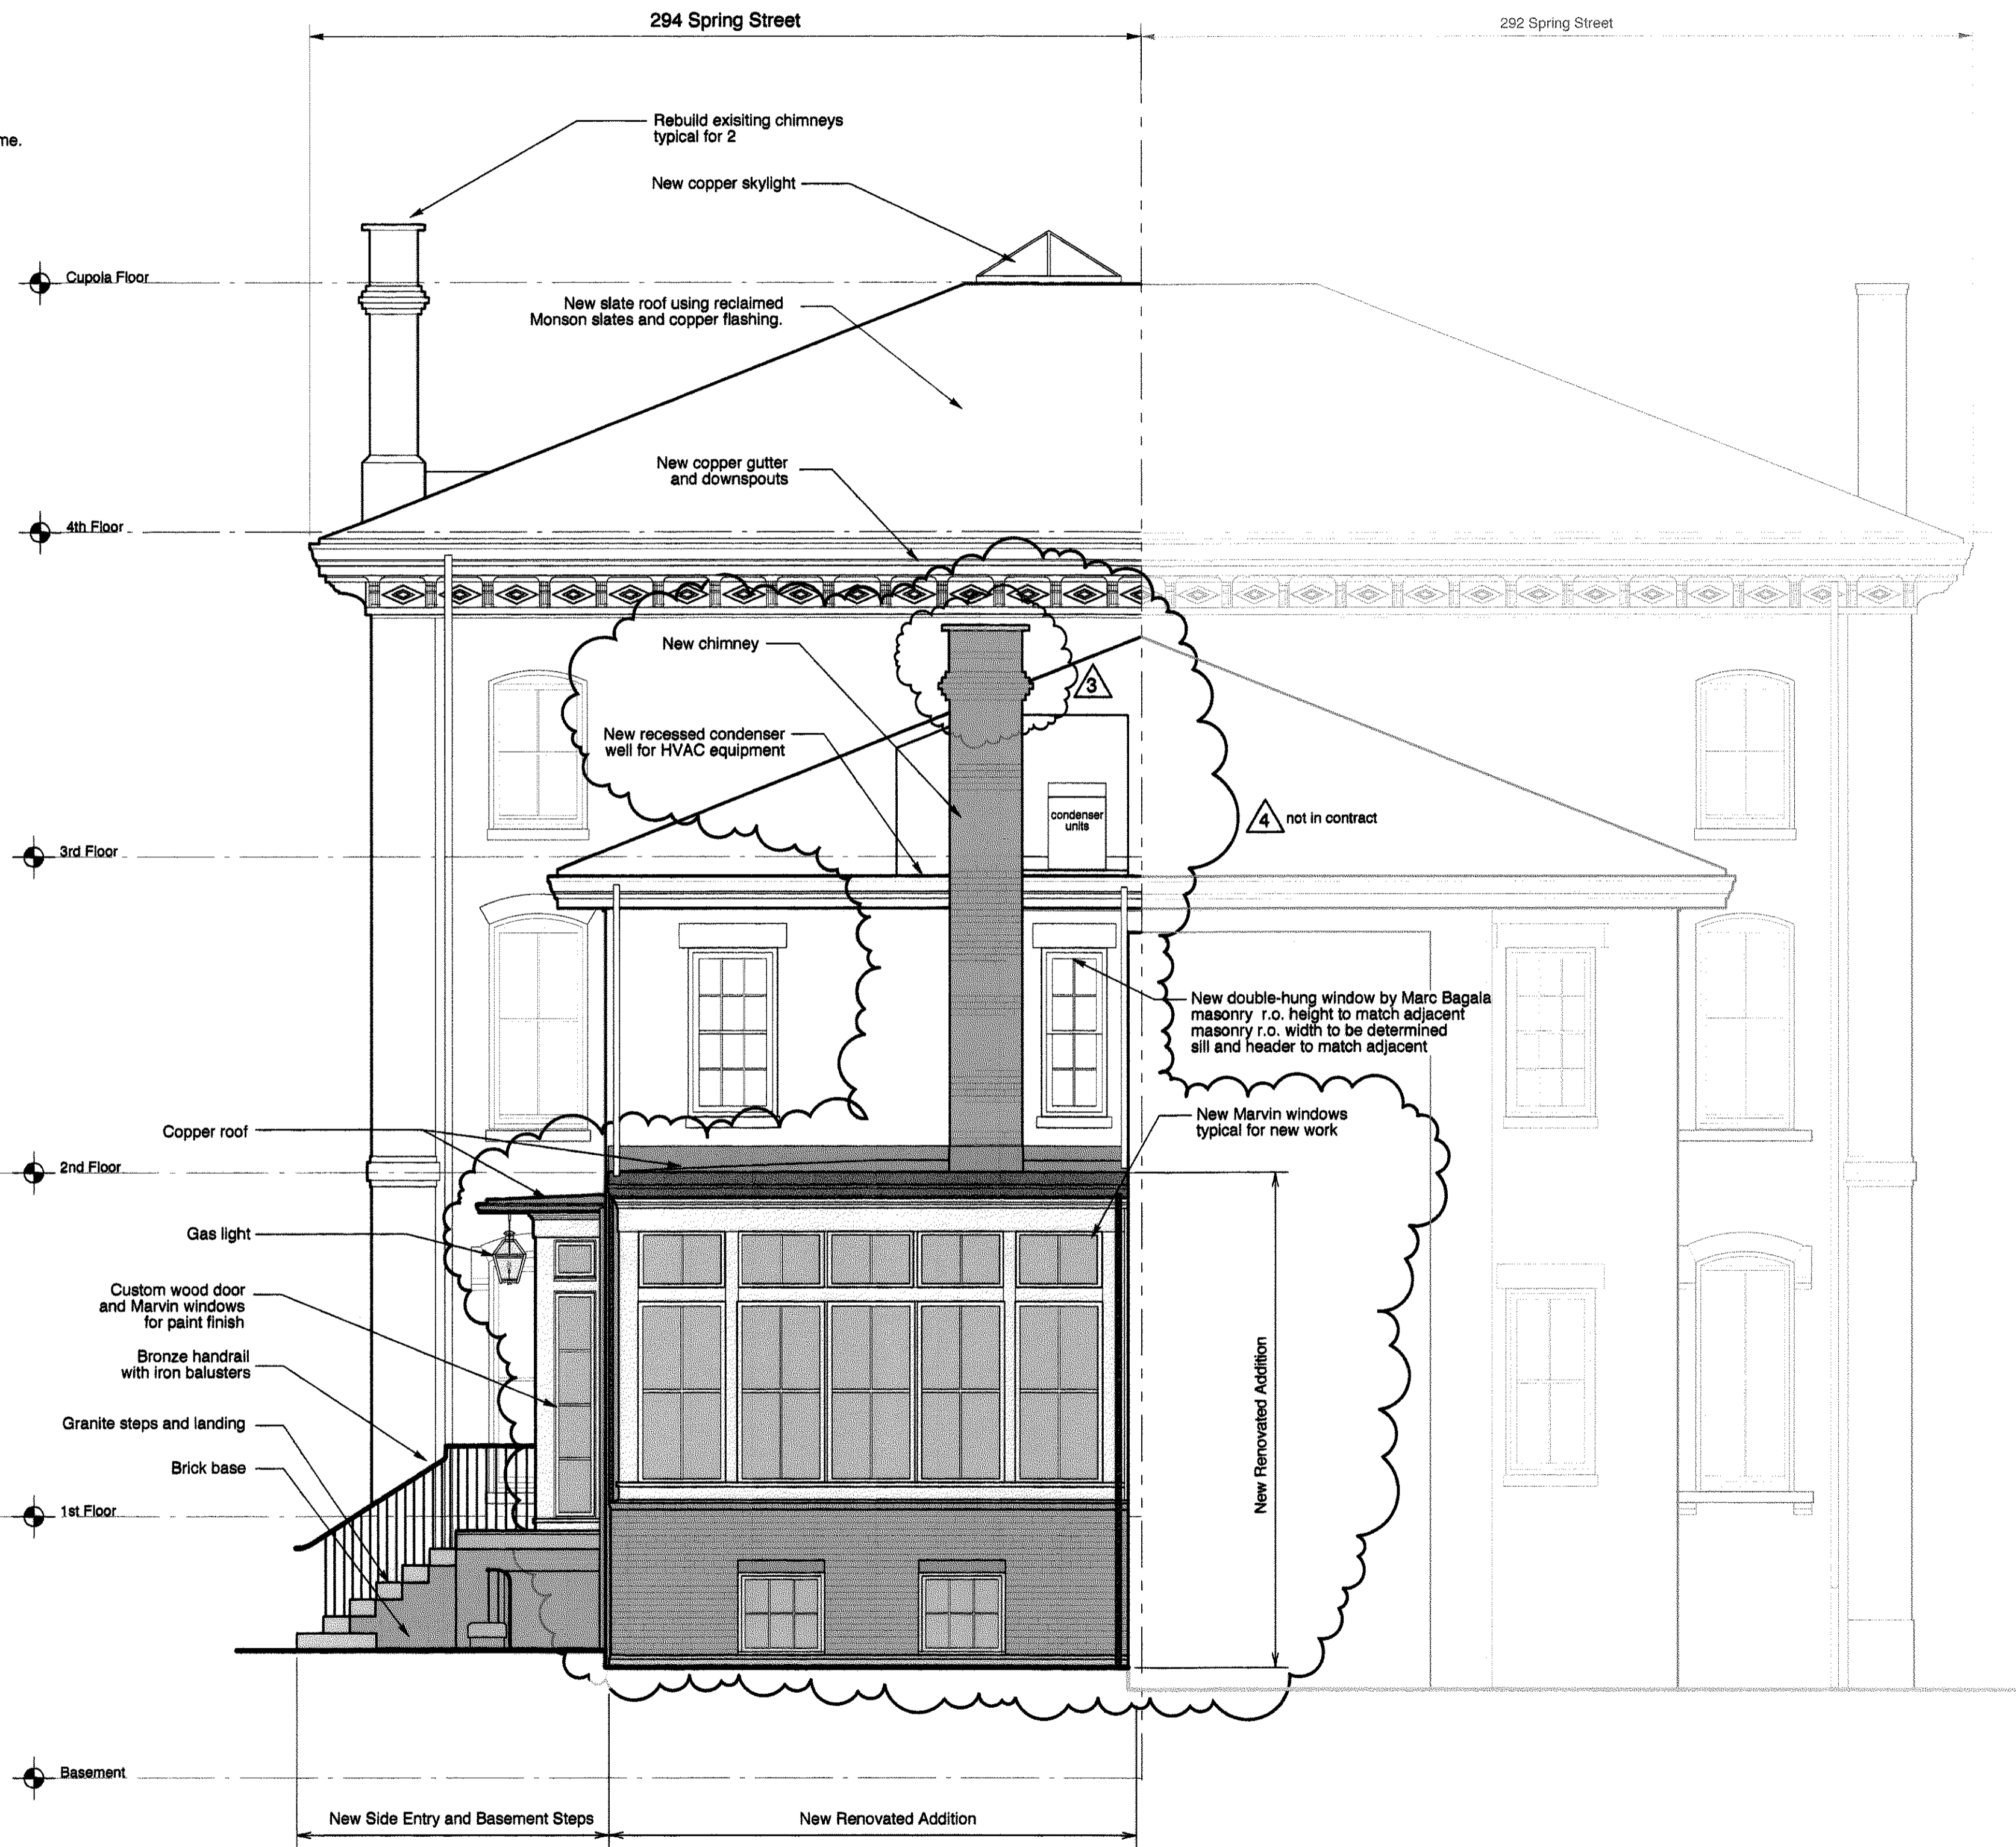 294 Spring Street
292 Spring Street
me.
Rebuild exisiting chimneys
typical for 2
New copper skylight
Cupola Floor
New slate roof using reclaimed
Monson slates and copper flashing.
New copper gutter
and downspouts
4th Floor
New chimney
3
New recessed condenser
well for HVAC equipment
condenser
units
4 not in contract
3rd Floor
New double-hung window by Marc Bagala
masonry r.o. height to match adjacent
masonry r.o. width to be determined
sill and header to match adjacent
New Marvin windows
typical for new work
Copper roof
2nd Floor
Gas light
Custom wood door
and Marvin windows
for paint finish
Bronze handrail
with iron balusters
Granite steps and landing
Brick base
New Renovated Addition
1st Floor
Basement
New Side Entry and Basement Steps
New Renovated Addition